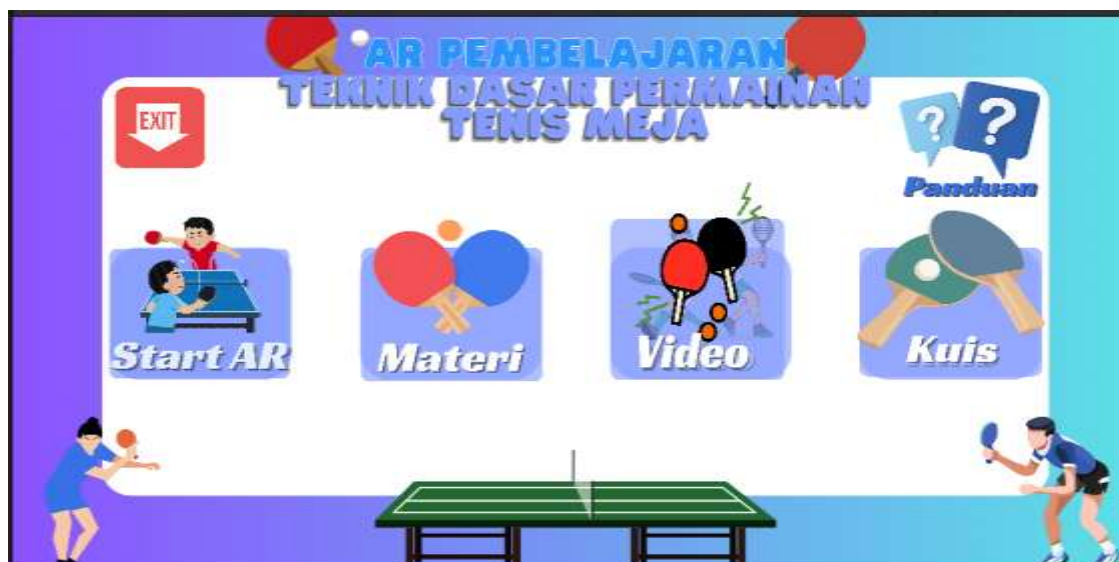 AR PEMBELAJARAN
TEKNIK DASAR PERMAINAN
TENIS MEJA
EXIT
? ?
Panduan
Start AR
Materi
Video
Kuis